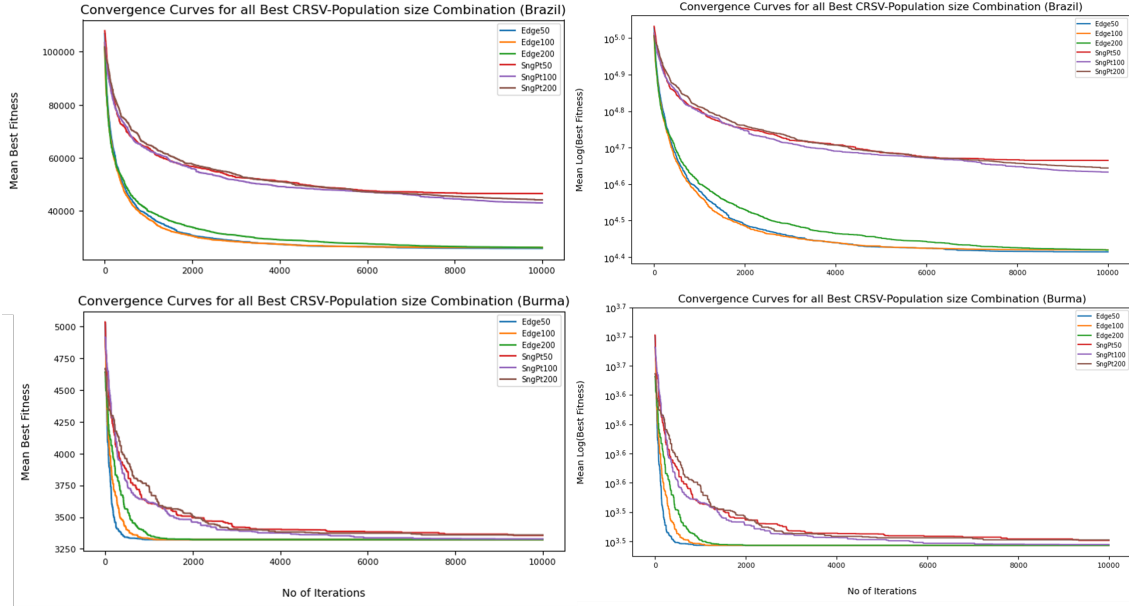 Convergence Curves for all Best CRSV-Population size Combination (Brazil)
Mean Best Fitness
100000
80000
60000
40000
0
2000
4000
6000
8000
10000
Edge50
Edge100
Edge200
SngPt50
SngPt100
SngPt200
Convergence Curves for all Best CRSV-Population size Combination (Brazil)
Mean Log(Best Fitness)
10^5.0
10^4.9
10^4.8
10^4.7
10^4.6
10^4.5
10^4.4
0
2000
4000
6000
8000
10000
Edge50
Edge100
Edge200
SngPt50
SngPt100
SngPt200
Convergence Curves for all Best CRSV-Population size Combination (Burma)
Mean Best Fitness
5000
4750
4500
4250
4000
3750
3500
3250
0
2000
4000
6000
8000
10000
Edge50
Edge100
Edge200
SngPt50
SngPt100
SngPt200
No of Iterations
Convergence Curves for all Best CRSV-Population size Combination (Burma)
Mean Log(Best Fitness)
10^3.7
10^3.7
10^3.7
10^3.6
10^3.6
10^3.6
10^3.6
10^3.5
10^3.5
0
2000
4000
6000
8000
10000
Edge50
Edge100
Edge200
SngPt50
SngPt100
SngPt200
No of Iterations